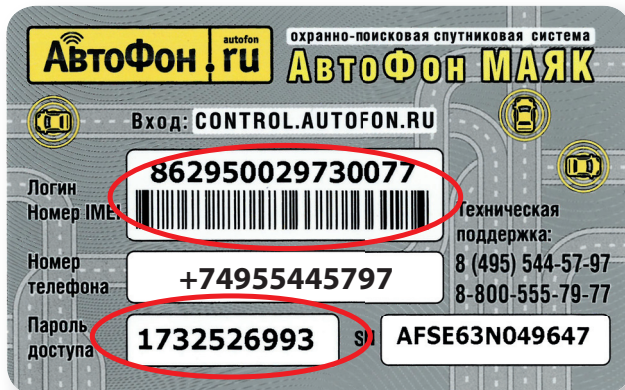 АвтоФон.ru
autofon
охранно-поисковая спутниковая система
АвтоФон МАЯК
Вход: CONTROL.AUTOFON.RU
Логин
Номер IMEI
862950029730077
Техническая
поддержка:
8 (495) 544-57-97
8-800-555-79-77
Номер
телефона
+74955445797
Пароль
доступа
1732526993
SN
AFSE63N049647